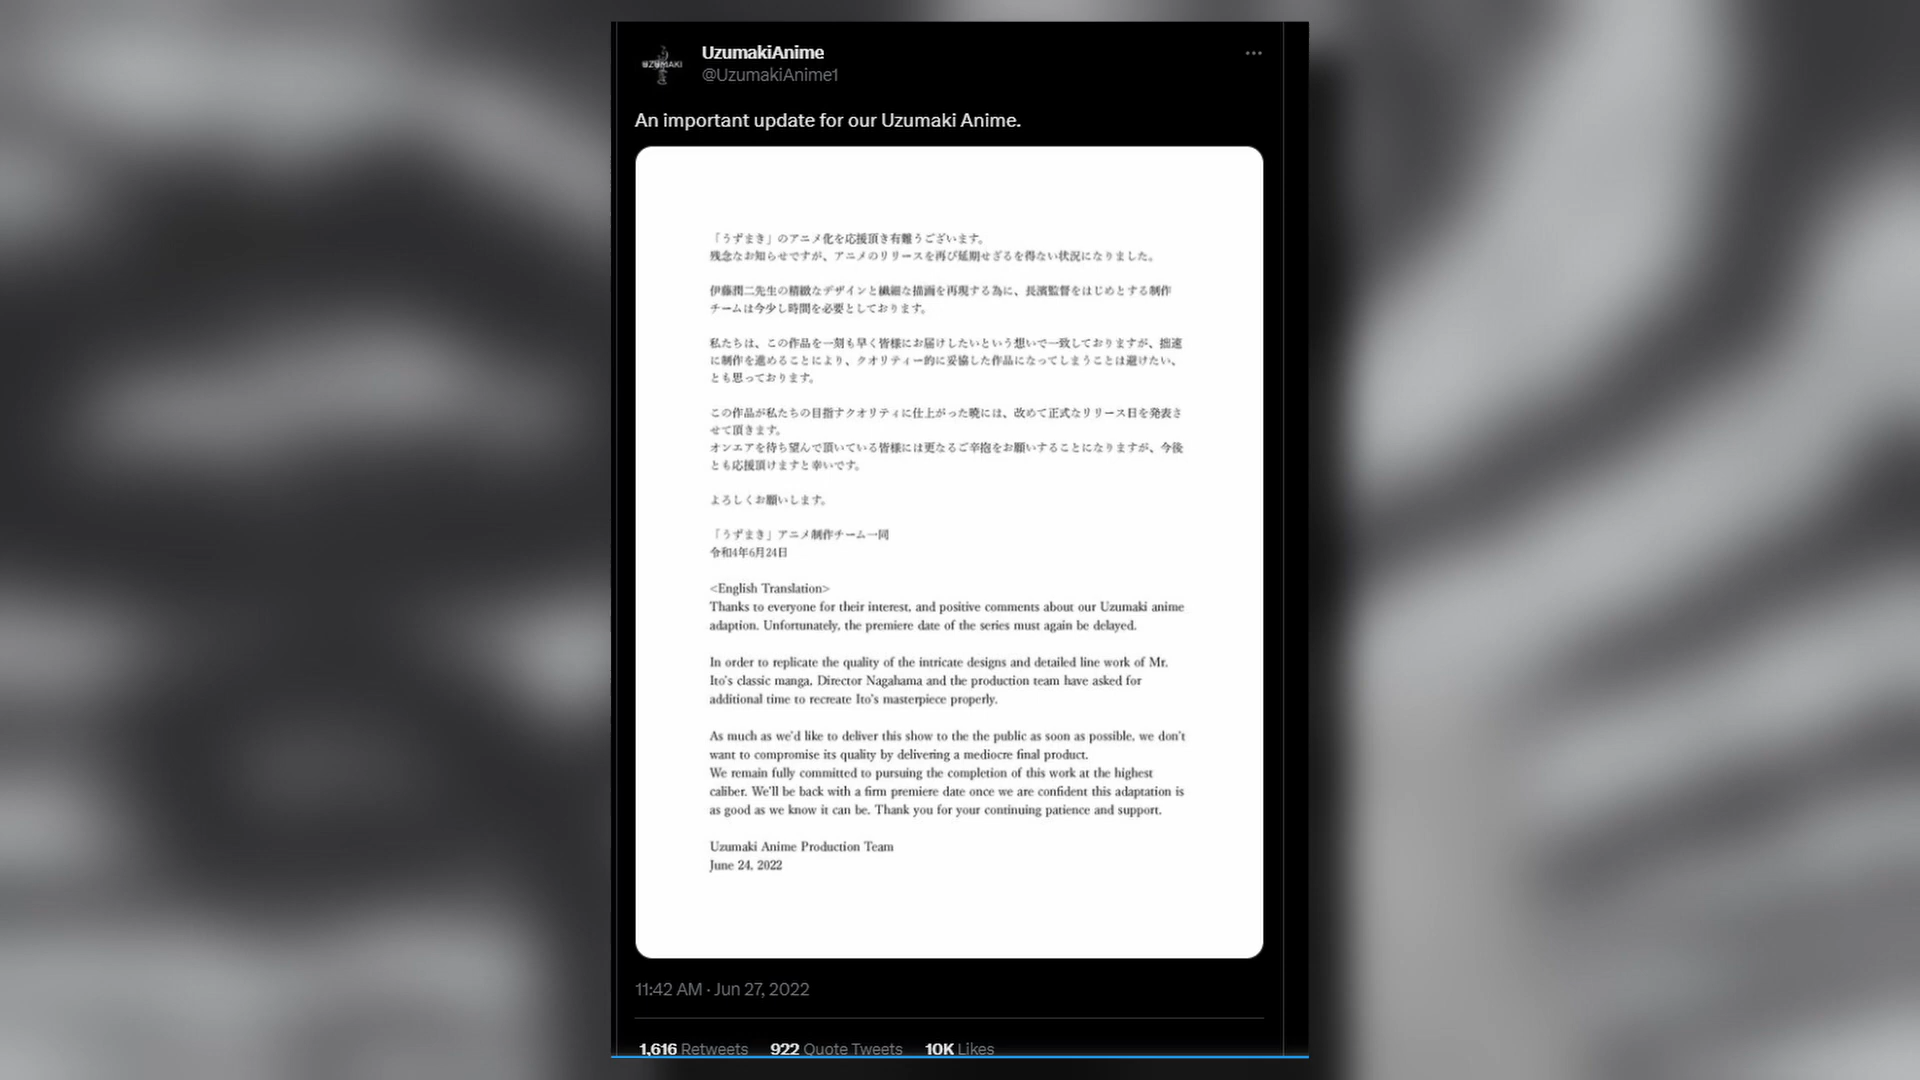 UZUMAKI
UzumakiAnime
@UzumakiAnime1
An important update for our Uzumaki Anime.
「うずまき」のアニメ化を応援頂き有難うございます。
残念なお知らせですが、アニメのリリースを再び延期せざるを得ない状況になりました。
伊藤潤二先生の精緻なデザインと繊細な描画を再現する為に、長濱監督をはじめとする制作
チームは今少し時間を必要としております。
私たちは、この作品を一刻も早く皆様にお届けしたいという想いで一致しておりますが、拙速
に制作を進めることにより、クオリティー的に妥協した作品になってしまうことは避けたい、
とも思っております。
この作品が私たちの目指すクオリティに仕上がった暁には、改めて正式なリリース日を発表さ
せて頂きます。
オンエアを待ち望んで頂いている皆様には更なるご辛抱をお願いすることになりますが、今後
とも応援頂けますと幸いです。
よろしくお願いします。
「うずまき」アニメ制作チーム一同
令和4年6月24日
<English Translation>
Thanks to everyone for their interest, and positive comments about our Uzumaki anime
adaption. Unfortunately, the premiere date of the series must again be delayed.
In order to replicate the quality of the intricate designs and detailed line work of Mr.
Ito's classic manga, Director Nagahama and the production team have asked for
additional time to recreate Ito's masterpiece properly.
As much as we'd like to deliver this show to the the public as soon as possible, we don't
want to compromise its quality by delivering a mediocre final product.
We remain fully committed to pursuing the completion of this work at the highest
caliber. We'll be back with a firm premiere date once we are confident this adaptation is
as good as we know it can be. Thank you for your continuing patience and support.
Uzumaki Anime Production Team
June 24, 2022
11:42 AM · Jun 27, 2022
1,616 Retweets 922 Quote Tweets 10K Likes